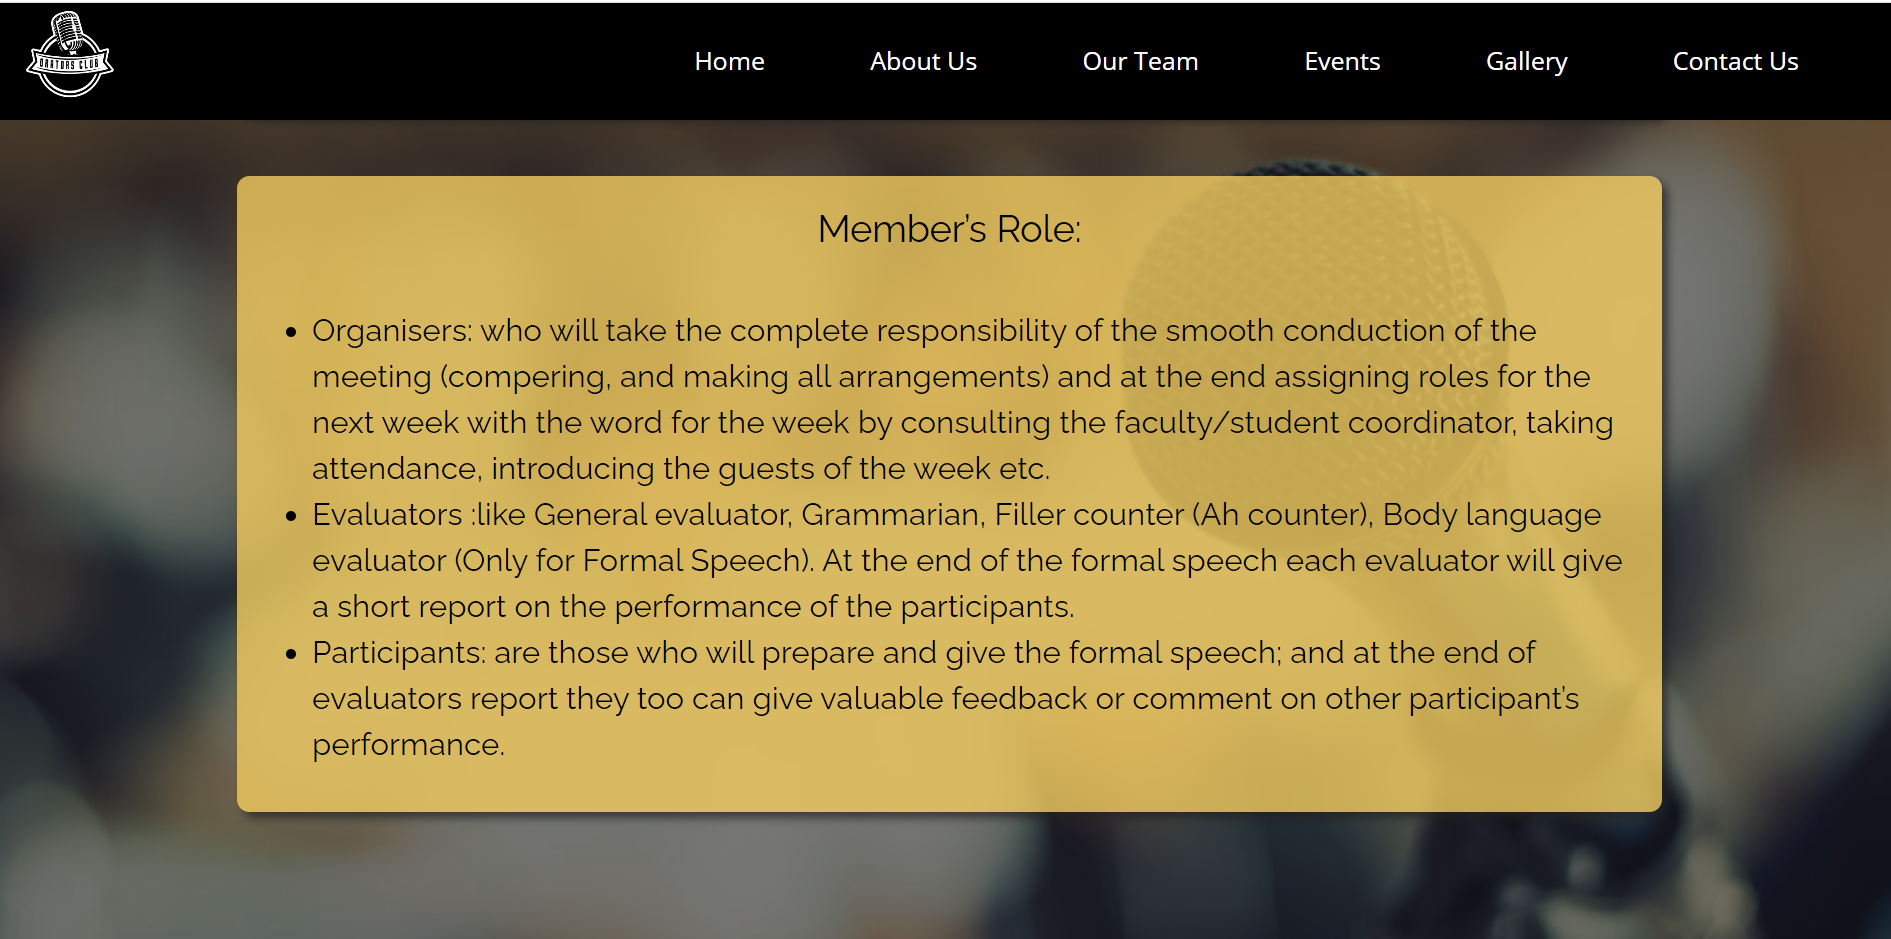 ORATORS CLUB
Home About Us Our Team Events Gallery Contact Us
Member’s Role:
• Organisers: who will take the complete responsibility of the smooth conduction of the
meeting (compering, and making all arrangements) and at the end assigning roles for the
next week with the word for the week by consulting the faculty/student coordinator, taking
attendance, introducing the guests of the week etc.
• Evaluators :like General evaluator, Grammarian, Filler counter (Ah counter), Body language
evaluator (Only for Formal Speech). At the end of the formal speech each evaluator will give
a short report on the performance of the participants.
• Participants: are those who will prepare and give the formal speech; and at the end of
evaluators report they too can give valuable feedback or comment on other participant’s
performance.